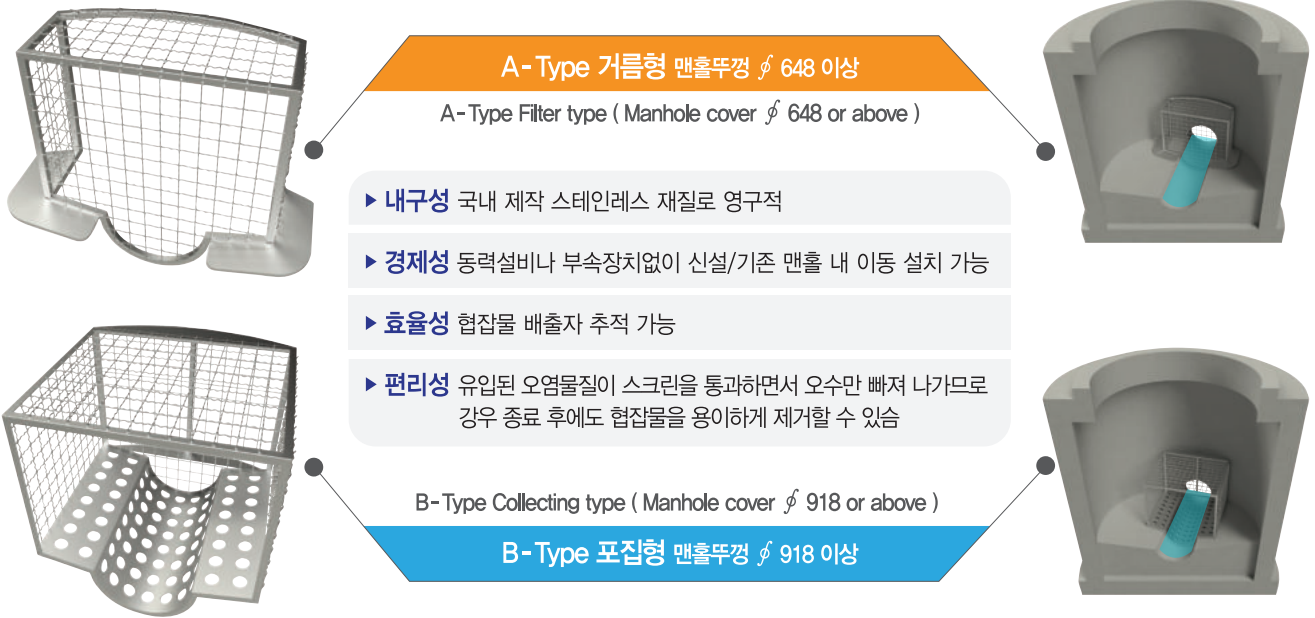 A-Type 거름형 맨홀뚜껑 ∮ 648 이상
A-Type Filter type ( Manhole cover ∮ 648 or above )
▶ 내구성 국내 제작 스테인레스 재질로 영구적
▶ 경제성 동력설비나 부속장치없이 신설/기존 맨홀 내 이동 설치 가능
▶ 효율성 협잡물 배출자 추적 가능
▶ 편리성 유입된 오염물질이 스크린을 통과하면서 오수만 빠져 나가므로
강우 종료 후에도 협잡물을 용이하게 제거할 수 있슴
B-Type Collecting type ( Manhole cover ∮ 918 or above )
B-Type 포집형 맨홀뚜껑 ∮ 918 이상